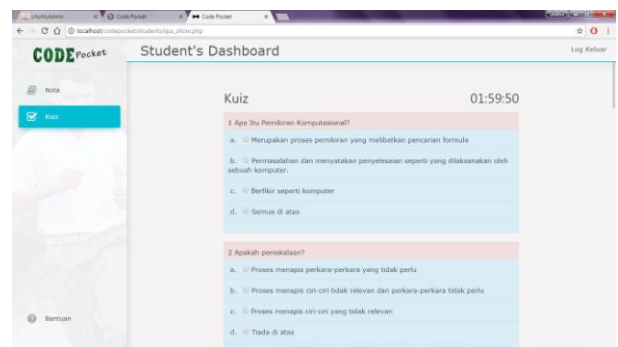 phpMyAdmin
Code Pocket
Code Pocket
localhost/codepocket/students/quz_show.php
CODEPocket
Student's Dashboard
Log Keluar
Nota
Kuiz
Bantuan
Kuiz
01:59:50
1 Apa Itu Pemikiran Komputasional?
a. Merupakan proses pemikiran yang melibatkan pencarian formula
b. Permasalahan dan menyatakan penyelesaian seperti yang dilaksanakan oleh
sebuah komputer.
c. Berfikir seperti komputer
d. Semua di atas
2 Apakah peniskalaan?
a. Proses menapis perkara-perkara yang tidak perlu
b. Proses menapis ciri-ciri tidak relevan dan perkara-perkara tidak perlu
c. Proses menapis ciri-ciri yang tidak relevan
d. Tiada di atas